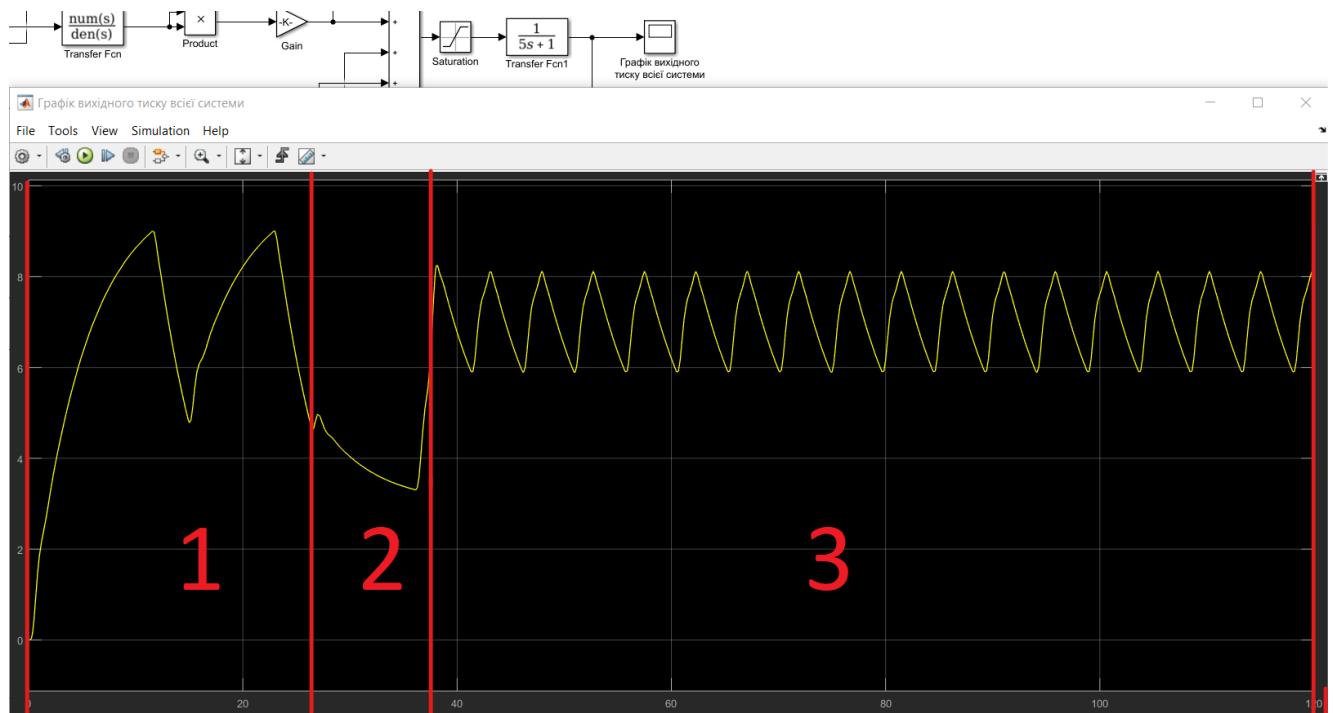 num(s)
den(s)
Transfer Fcn
×
Product
-K-
Gain
+
+
+
Saturation
1
5s + 1
Transfer Fcn1
Графік вихідного
тиску всієї системи
Графік вихідного тиску всієї системи
File Tools View Simulation Help
10
8
6
4
2
0
1
2
3
0 20 40 60 80 100 120